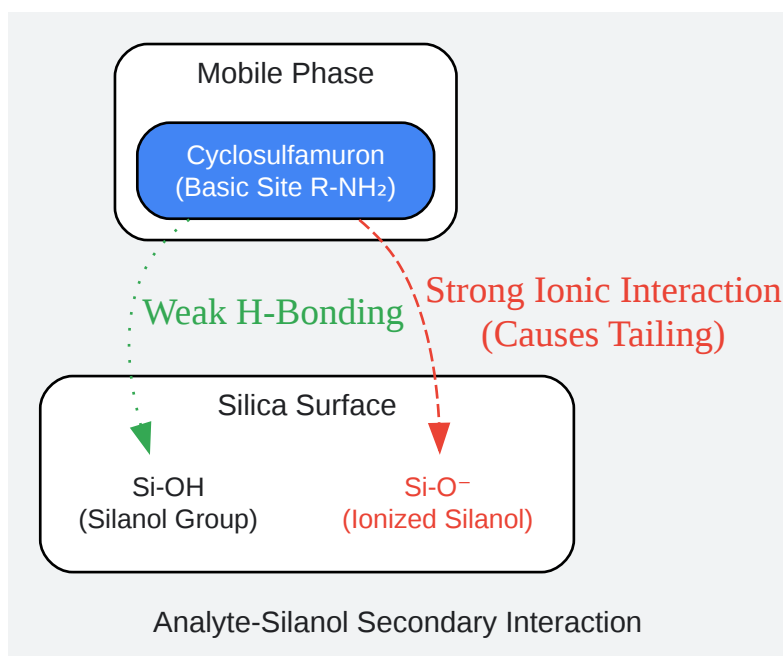 Mobile Phase
Cyclosulfamuron
(Basic Site R-NH₂)
Weak H-Bonding
Strong Ionic Interaction
(Causes Tailing)
Silica Surface
Si-OH
(Silanol Group)
Si-O⁻
(Ionized Silanol)
Analyte-Silanol Secondary Interaction